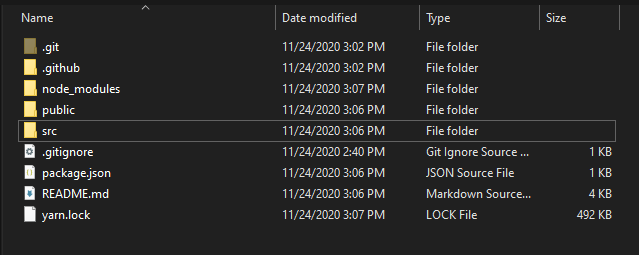 Name Date modified Type Size
.git 11/24/2020 3:02 PM File folder
.github 11/24/2020 3:02 PM File folder
node_modules 11/24/2020 3:07 PM File folder
public 11/24/2020 3:06 PM File folder
src 11/24/2020 3:06 PM File folder
.gitignore 11/24/2020 2:40 PM Git Ignore Source ... 1 KB
package.json 11/24/2020 3:06 PM JSON Source File 1 KB
README.md 11/24/2020 3:06 PM Markdown Source... 4 KB
yarn.lock 11/24/2020 3:07 PM LOCK File 492 KB